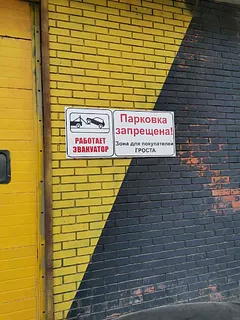 РАБОТАЕТ
ЭВАКУАТОР
Парковка
запрещена!
Зона для покупателей
ГРОСТА